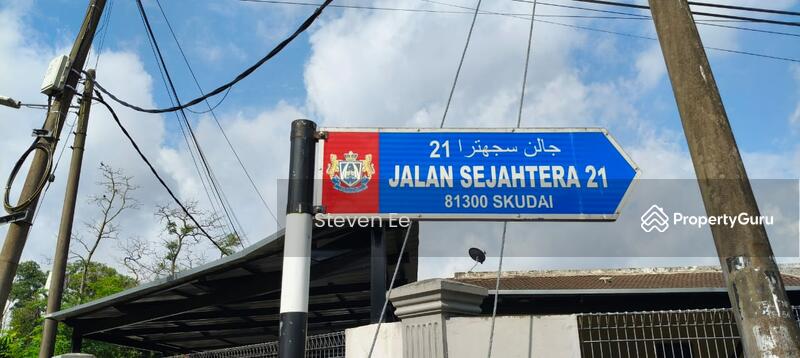 جالن سجهترا 21
JALAN SEJAHTERA 21
81300 SKUDAI
Steven Ee
PropertyGuru